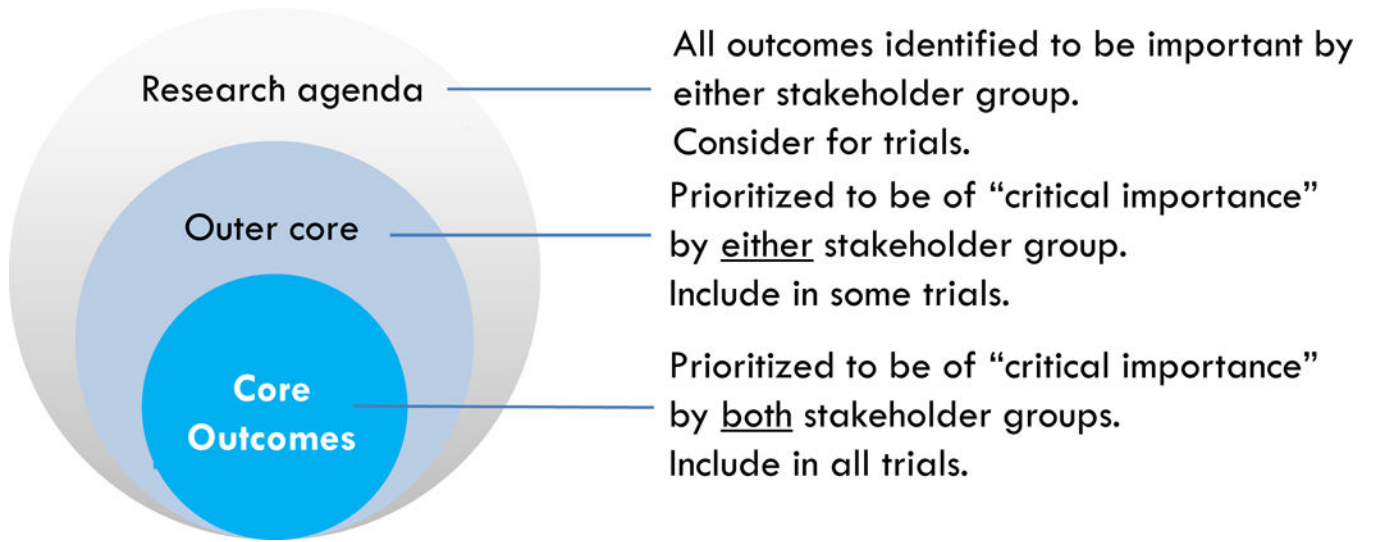 Research agenda
All outcomes identified to be important by
either stakeholder group.
Consider for trials.
Outer core
Prioritized to be of “critical importance”
by either stakeholder group.
Include in some trials.
Core
Outcomes
Prioritized to be of “critical importance”
by both stakeholder groups.
Include in all trials.